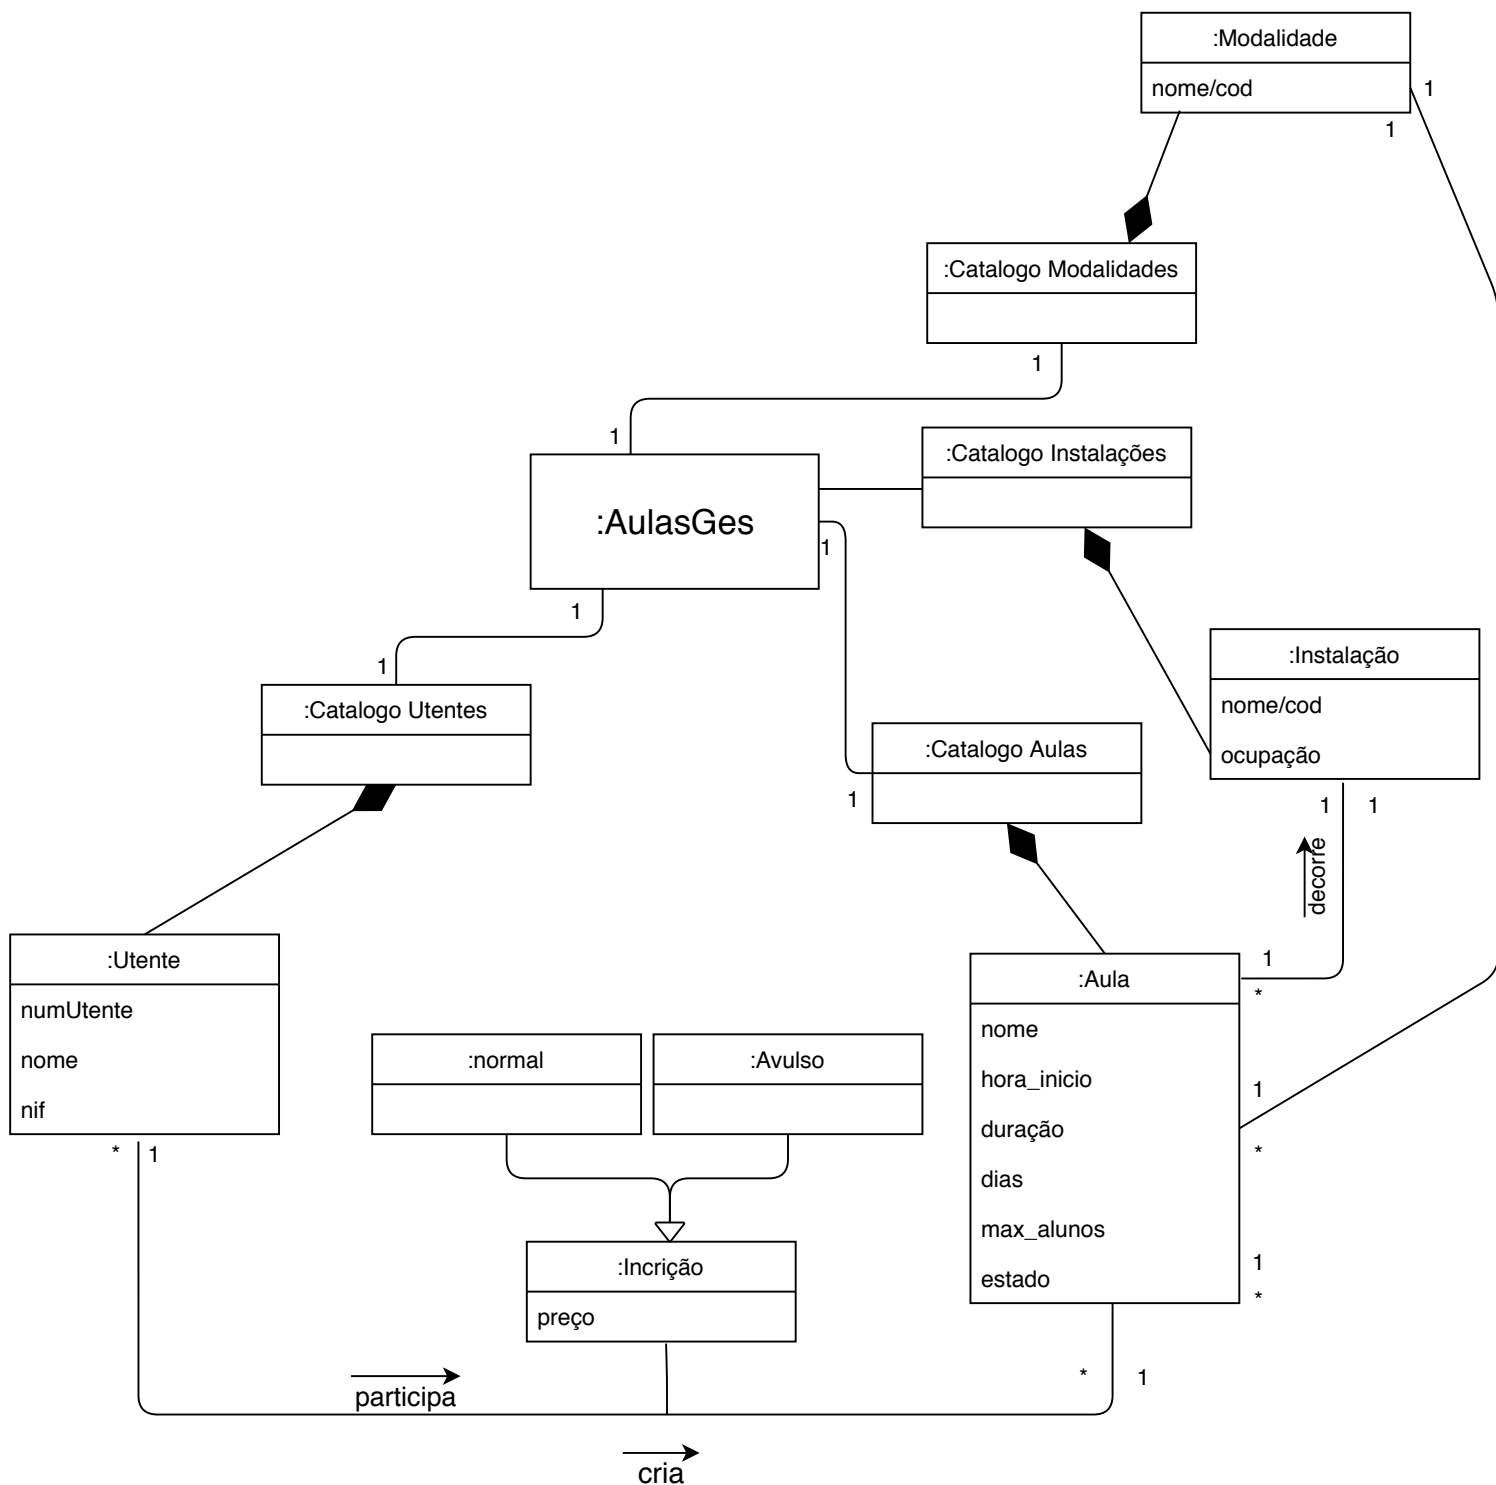 :Modalidade
nome/cod
1
1
:Catalogo Modalidades
1
1
:AulasGes
:Catalogo Instalações
1
1
1
:Catalogo Utentes
:Instalação
nome/cod
ocupação
:Catalogo Aulas
1
1
1
decorre
:Utente
numUtente
nome
nif
* 1
:normal
:Avulso
:Incrição
preço
:Aula
nome
hora_inicio
duração
dias
max_alunos
estado
1
*
1
*
1
*
* 1
participa
cria